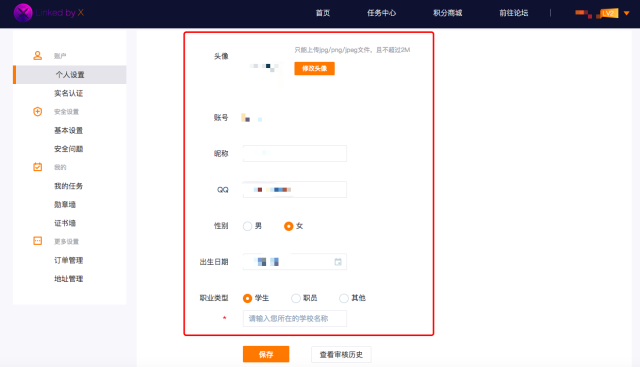 Linked by X
首页
任务中心
积分商城
前往论坛
LV2
账户
个人设置
实名认证
安全设置
基本设置
安全问题
我的
我的任务
勋章墙
证书墙
更多设置
订单管理
地址管理
头像
只能上传jpg/png/jpeg文件，且不超过2M
修改头像
账号
昵称
QQ
性别
男
女
出生日期
职业类型
学生
职员
其他
* 请输入您所在的学校名称
保存
查看审核历史